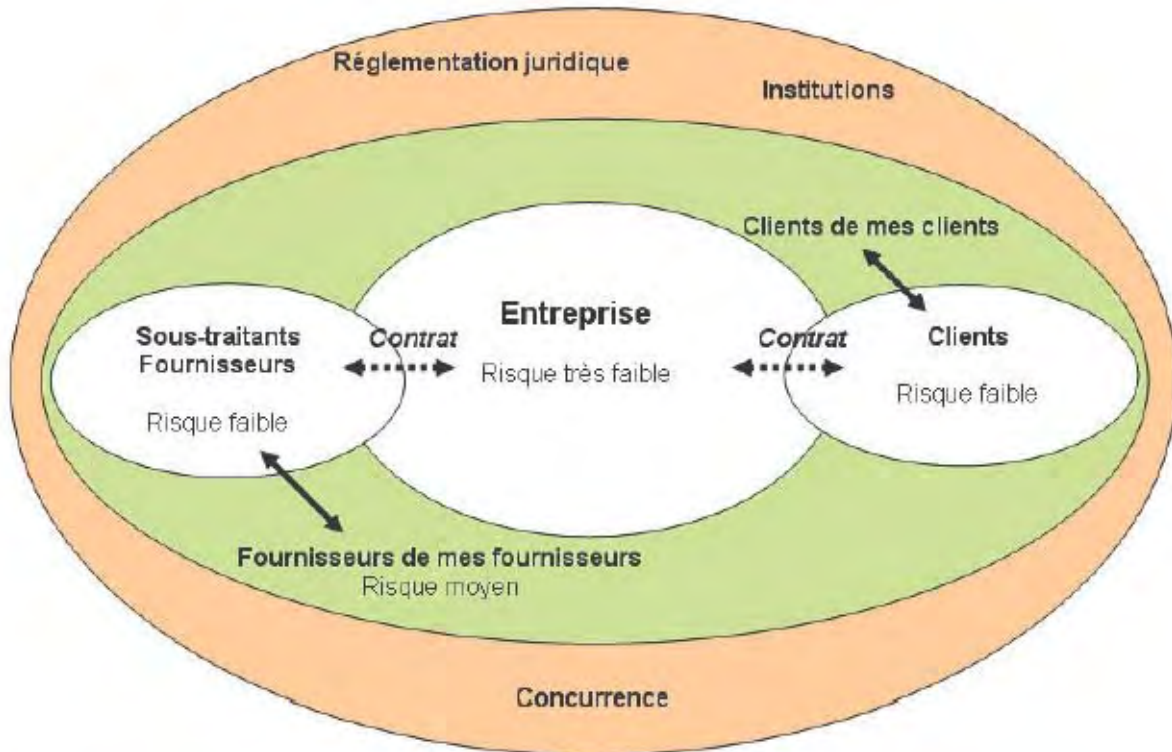 Réglementation juridique
Institutions
Clients de mes clients
Entreprise
Risque très faible
Sous-traitants
Fournisseurs
Risque faible
Contrat
Contrat
Clients
Risque faible
Fournisseurs de mes fournisseurs
Risque moyen
Concurrence